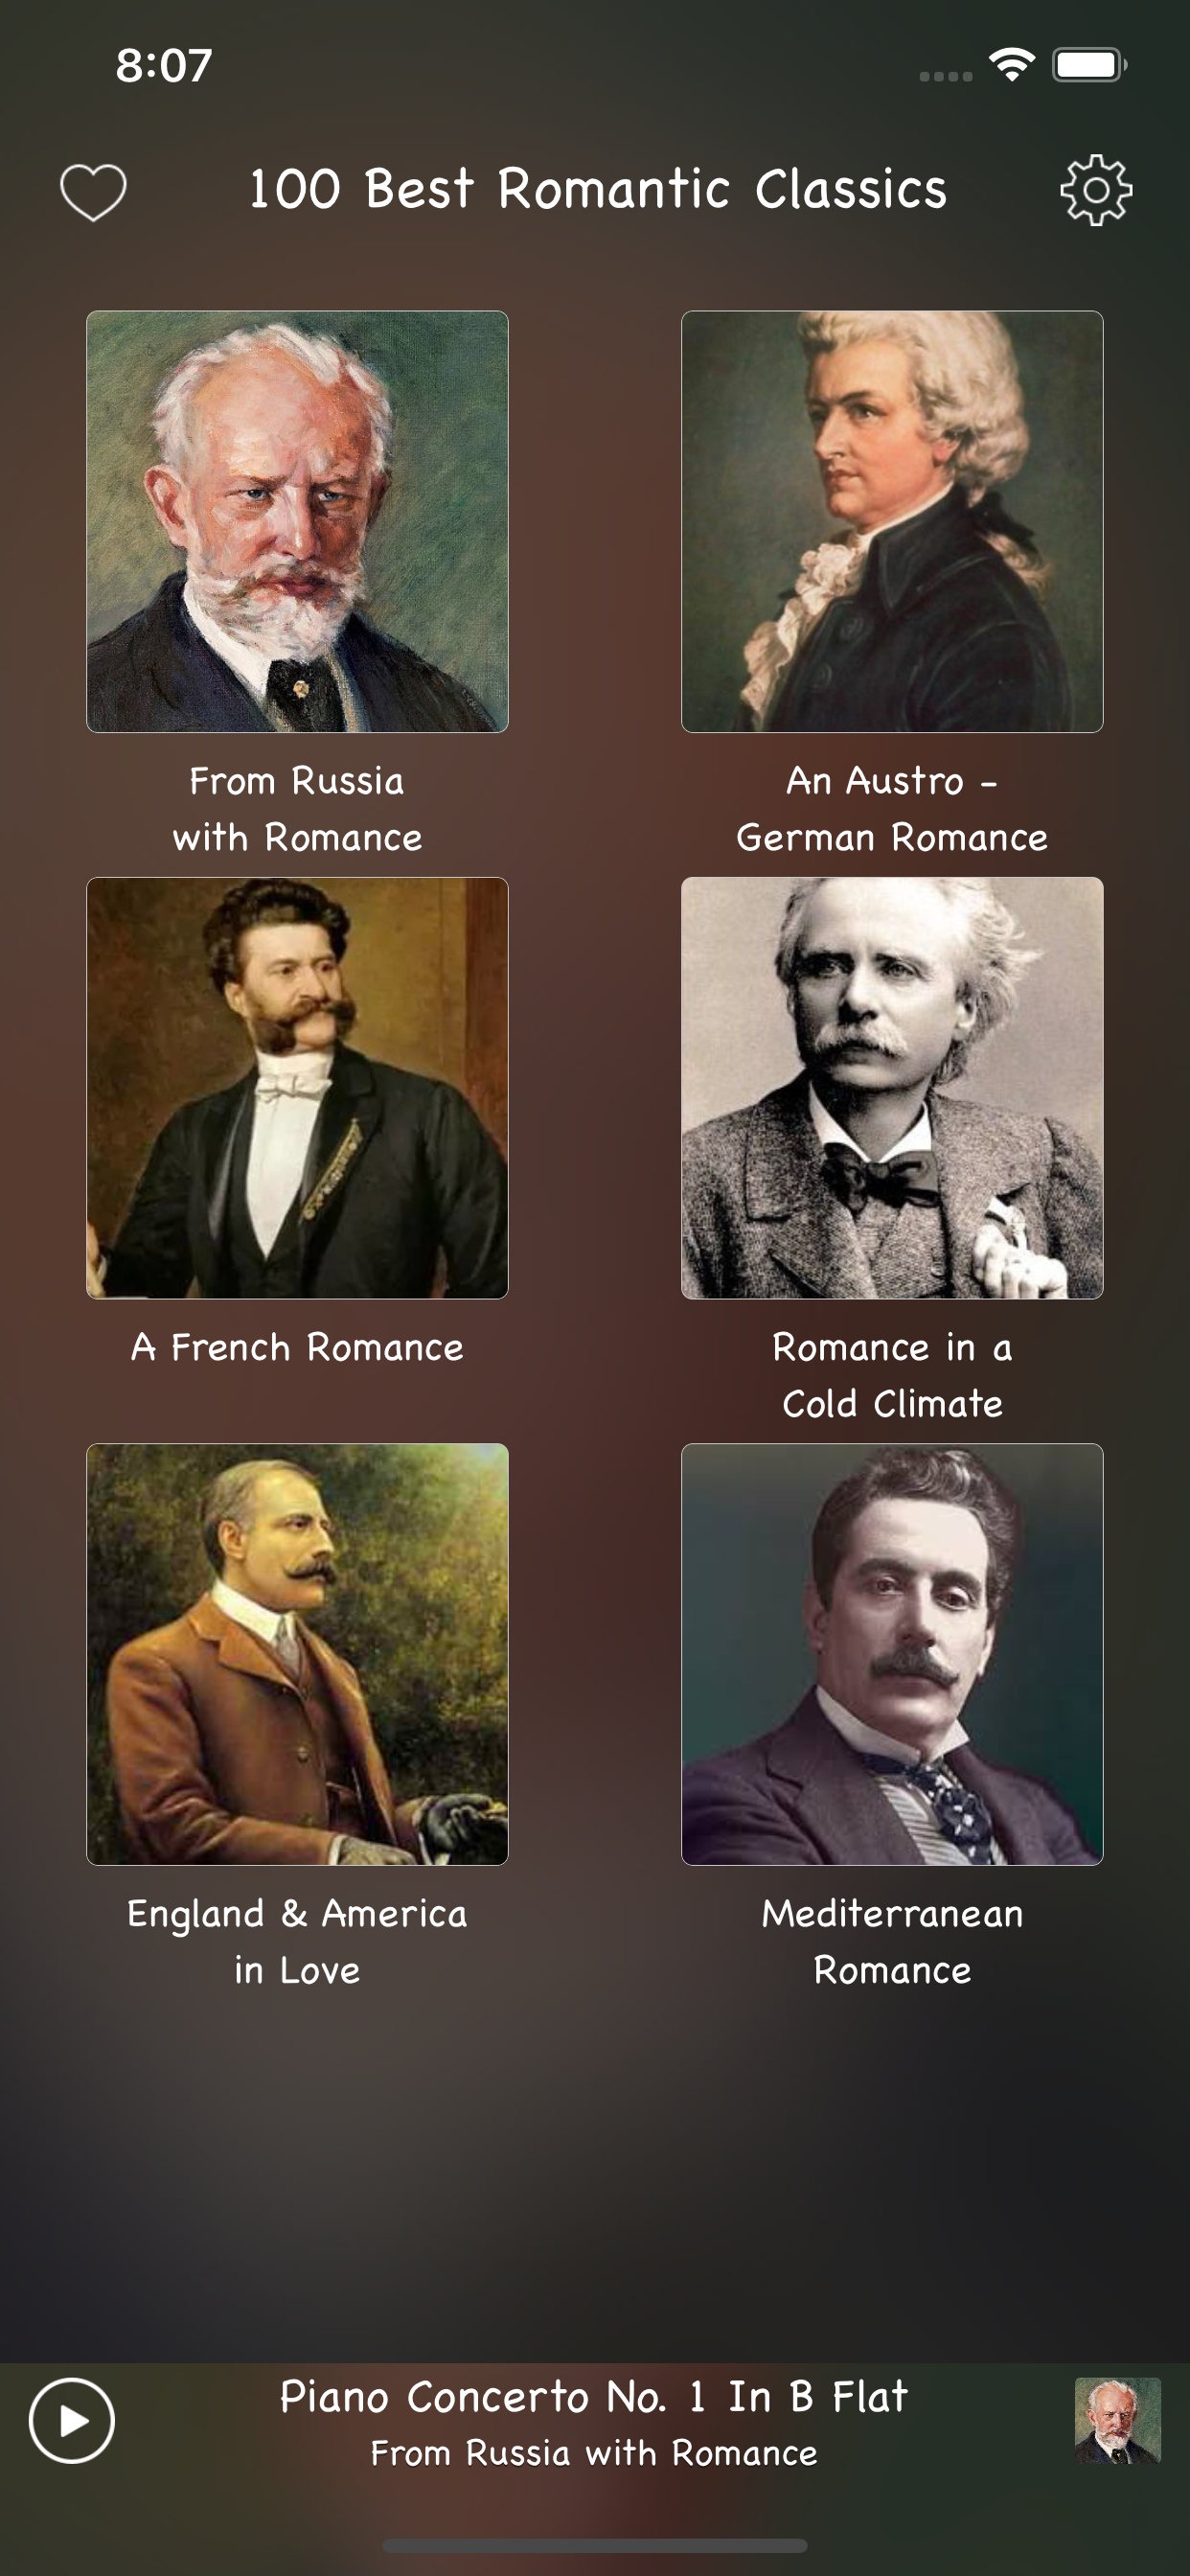 8:07
100 Best Romantic Classics
From Russia
with Romance
An Austro -
German Romance
A French Romance
Romance in a
Cold Climate
England & America
in Love
Mediterranean
Romance
Piano Concerto No. 1 In B Flat
From Russia with Romance